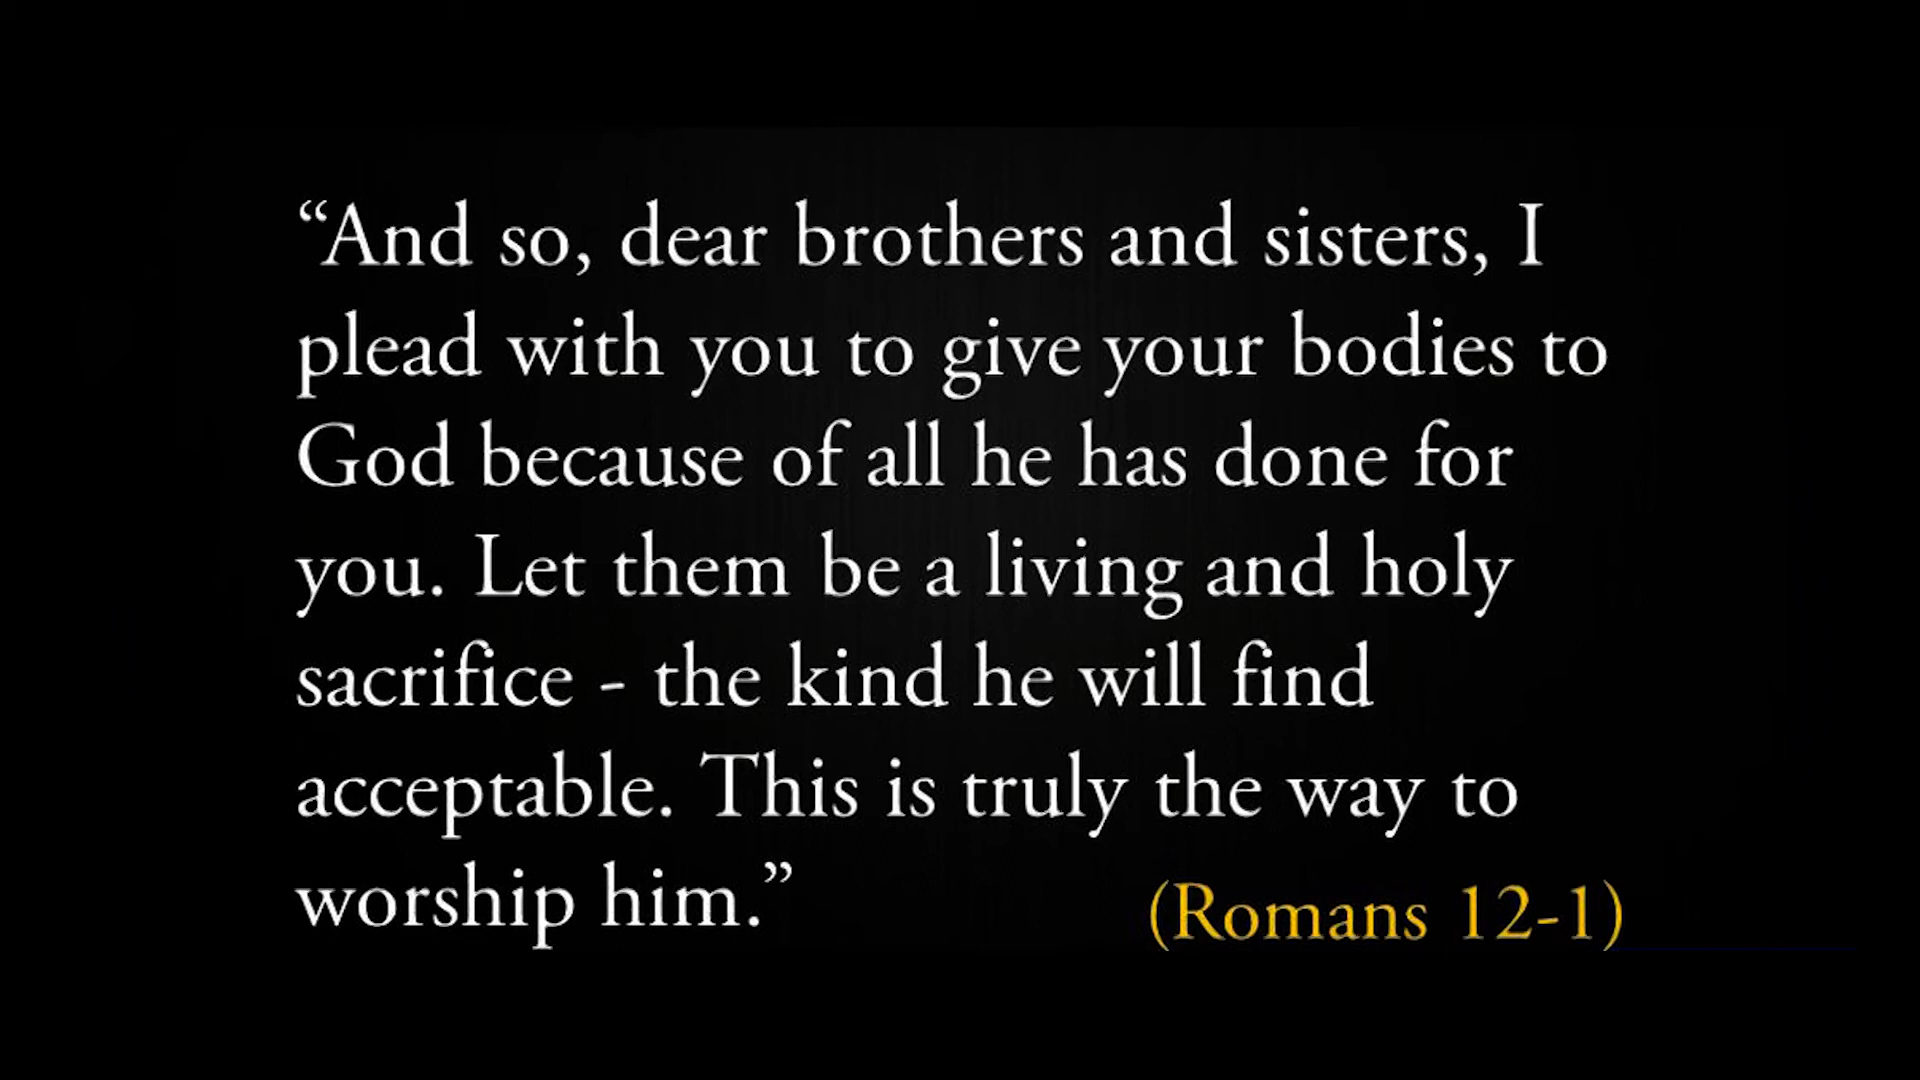 “And so, dear brothers and sisters, I
plead with you to give your bodies to
God because of all he has done for
you. Let them be a living and holy
sacrifice - the kind he will find
acceptable. This is truly the way to
worship him.”
(Romans 12-1)